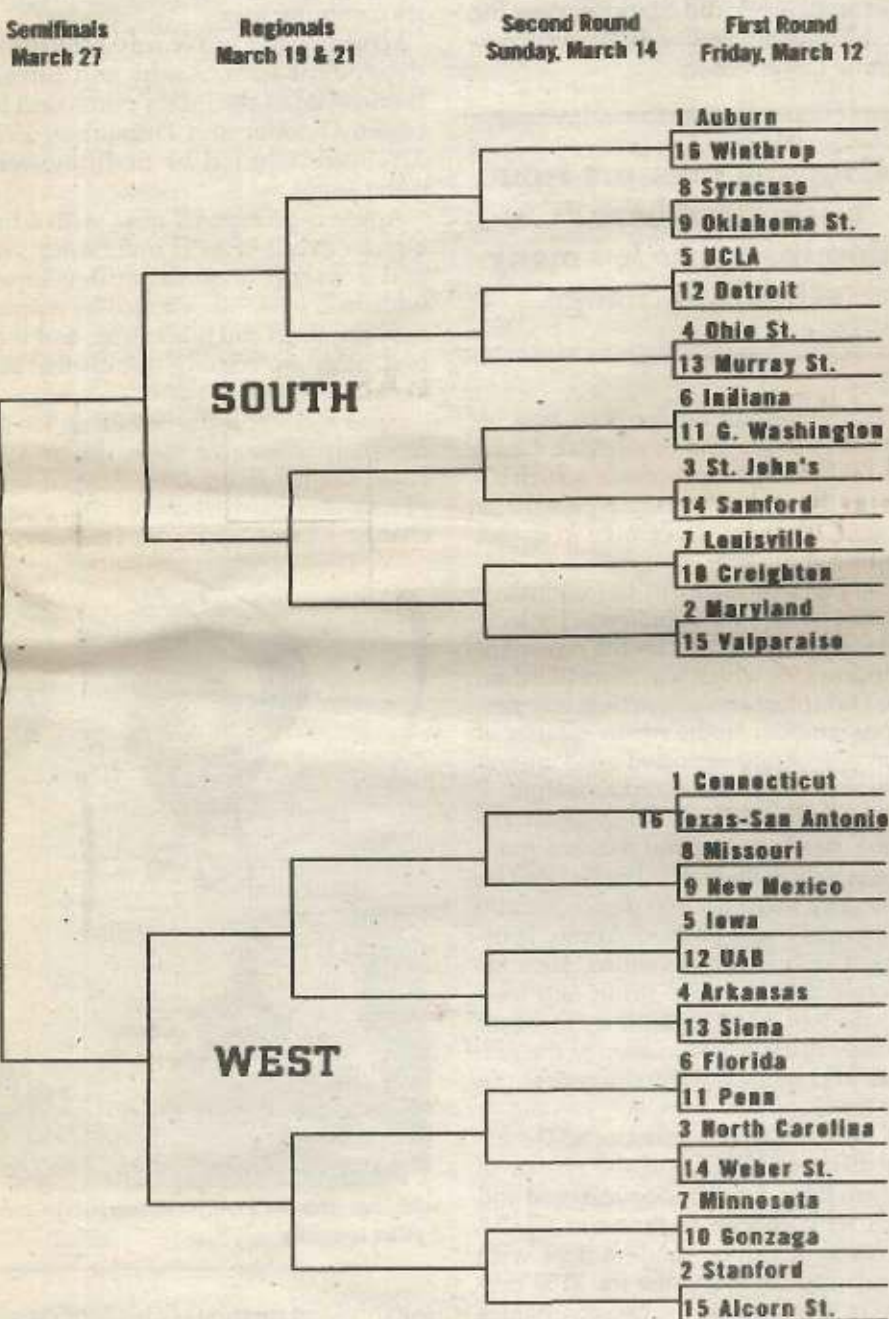 Semifinals
March 27
Regionals
March 19 & 21
Second Round
Sunday, March 14
First Round
Friday, March 12
1 Auburn
16 Winthrop
8 Syracuse
9 Oklahoma St.
5 UCLA
12 Detroit
4 Ohio St.
13 Murray St.
SOUTH
6 Indiana
11 G. Washington
3 St. John's
14 Samford
7 Louisville
10 Creighton
2 Maryland
15 Valparaiso
1 Connecticut
16 Texas-San Antonio
8 Missouri
9 New Mexico
5 Iowa
12 UAB
4 Arkansas
13 Siena
WEST
6 Florida
11 Penn
3 North Carolina
14 Weber St.
7 Minnesota
10 Gonzaga
2 Stanford
15 Alcorn St.